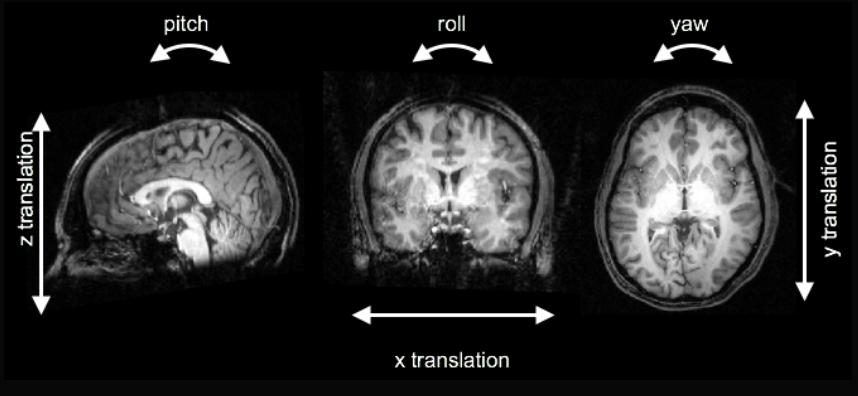 pitch
roll
yaw
z translation
y translation
x translation